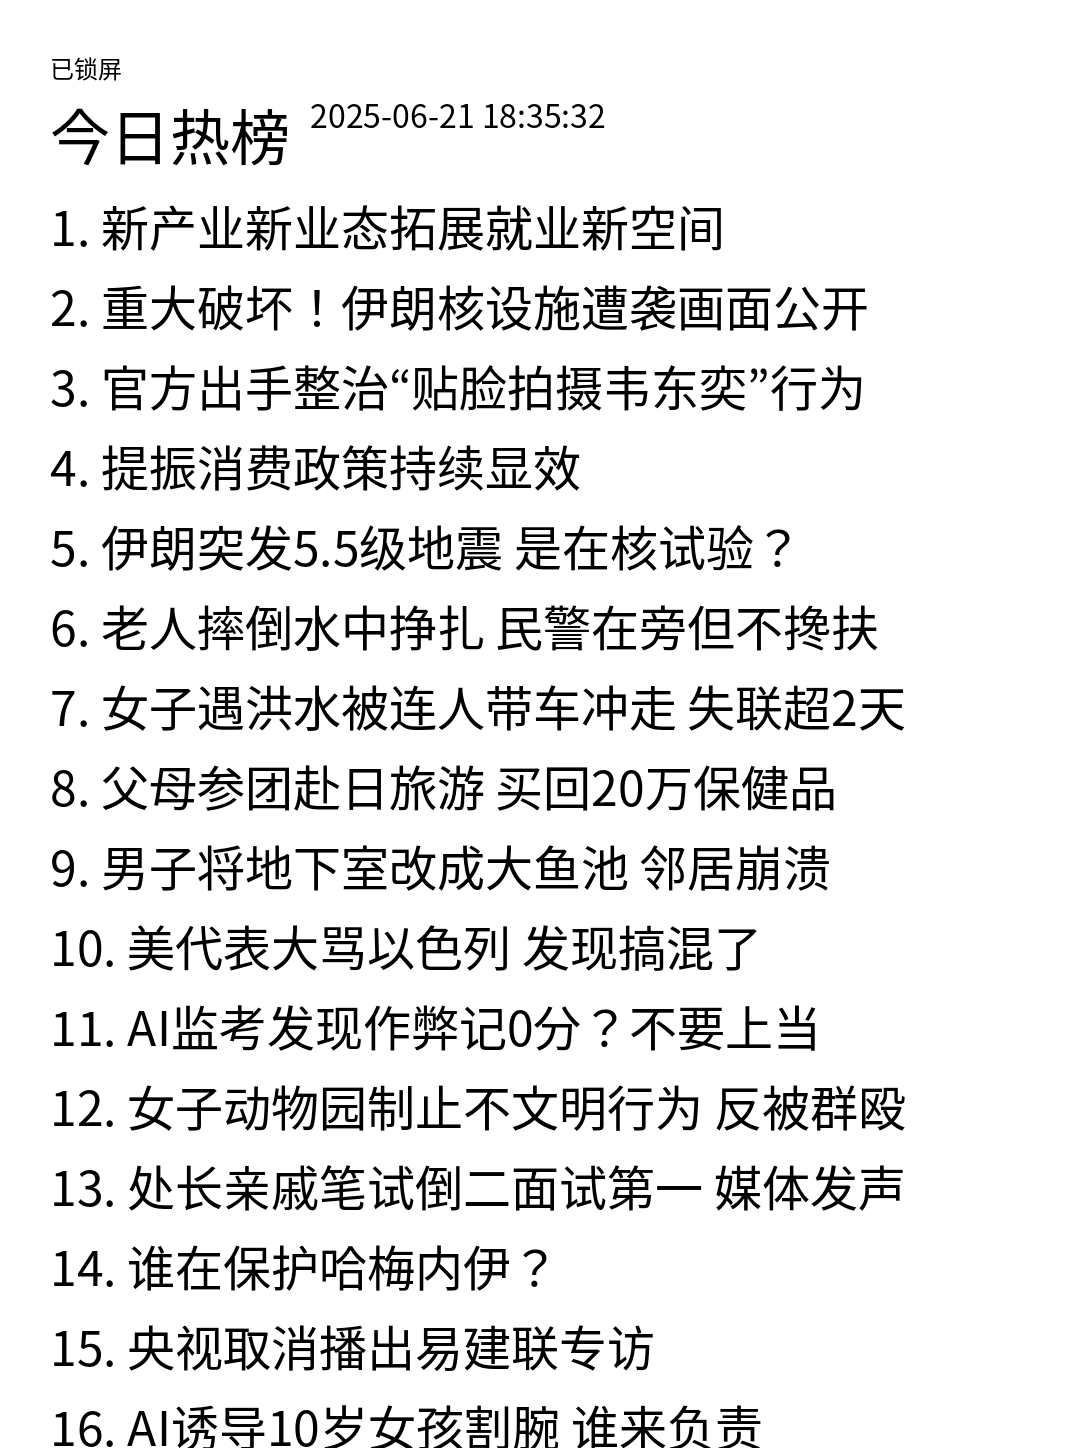 已锁屏
今日热榜 2025-06-21 18:35:32
1. 新产业新业态拓展就业新空间
2. 重大破坏！伊朗核设施遭袭画面公开
3. 官方出手整治“贴脸拍摄韦东奕”行为
4. 提振消费政策持续显效
5. 伊朗突发5.5级地震 是在核试验？
6. 老人摔倒水中挣扎 民警在旁但不搀扶
7. 女子遇洪水被连人带车冲走 失联超2天
8. 父母参团赴日旅游 买回20万保健品
9. 男子将地下室改成大鱼池 邻居崩溃
10. 美代表大骂以色列 发现搞混了
11. AI监考发现作弊记0分？不要上当
12. 女子动物园制止不文明行为 反被群殴
13. 处长亲戚笔试倒二面试第一 媒体发声
14. 谁在保护哈梅内伊？
15. 央视取消播出易建联专访
16. AI诱导10岁女孩割腕 谁来负责